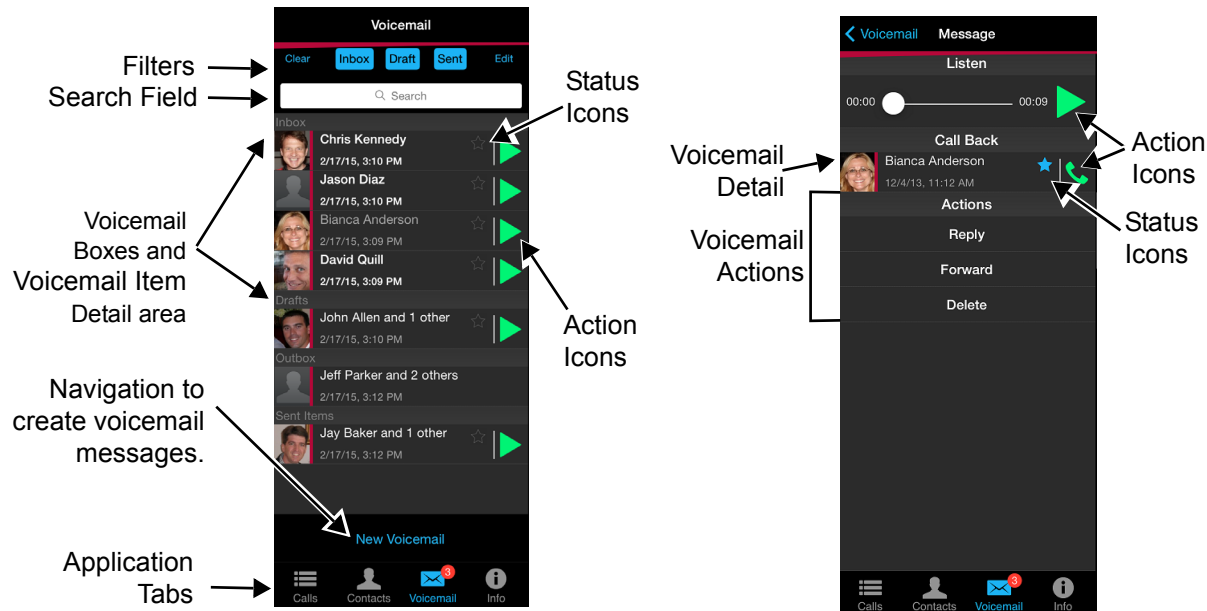 Voicemail
Clear Inbox Draft Sent Edit
Search
Inbox
Chris Kennedy
2/17/15, 3:10 PM
Jason Diaz
2/17/15, 3:10 PM
Bianca Anderson
2/17/15, 3:09 PM
David Quill
2/17/15, 3:09 PM
Drafts
John Allen and 1 other
2/17/15, 3:10 PM
Outbox
Jeff Parker and 2 others
2/17/15, 3:12 PM
Sent Items
Jay Baker and 1 other
2/17/15, 3:12 PM
New Voicemail
3
Calls Contacts Voicemail Info
Filters
Search Field
Voicemail
Boxes and
Voicemail Item
Detail area
Navigation to
create voicemail
messages.
Application
Tabs
Status
Icons
Action
Icons
Voicemail Message
Listen
00:00 00:09
Call Back
Bianca Anderson
12/4/13, 11:12 AM
Actions
Reply
Forward
Delete
3
Calls Contacts Voicemail Info
Voicemail
Detail
Voicemail
Actions
Action
Icons
Status
Icons